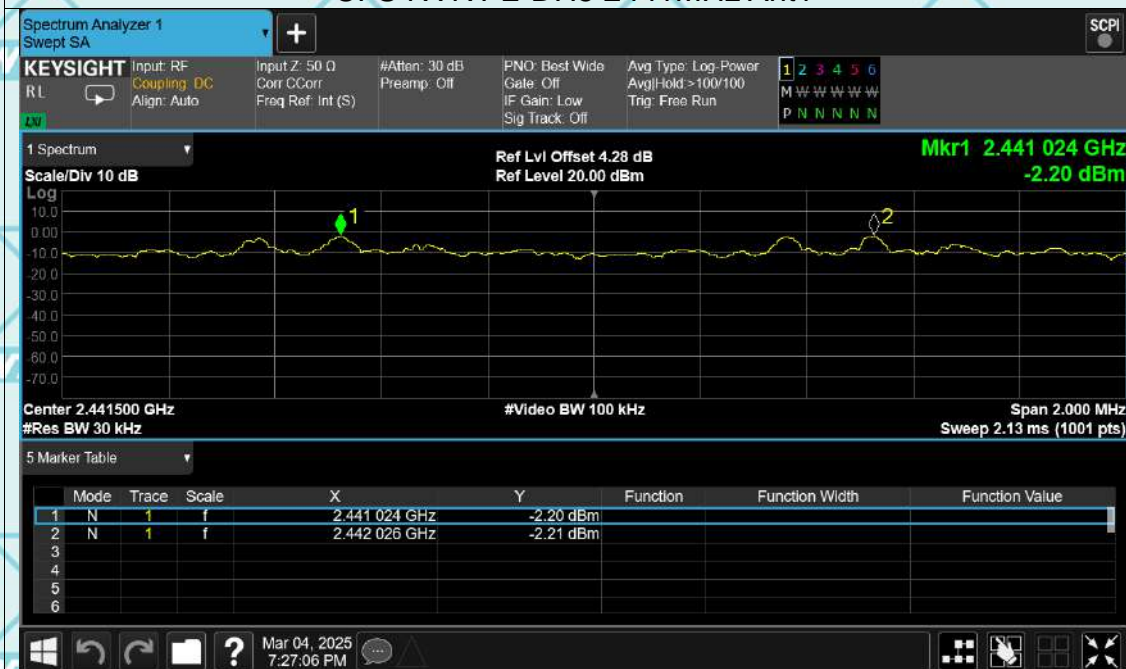 Spectrum Analyzer 1
Swept SA
+
SCPI
KEYSIGHT
RL
LXI
Input: RF
Coupling: DC
Align: Auto
Input Z: 50 Ω
Corr CCorr
Freq Ref: Int (S)
#Atten: 30 dB
Preamp: Off
PNO: Best Wide
Gate: Off
IF Gain: Low
Sig Track: Off
Avg Type: Log-Power
Avg|Hold:>100/100
Trig: Free Run
1 2 3 4 5 6
M W W W W W
P N N N N N
1 Spectrum
Scale/Div 10 dB
Ref Lvl Offset 4.28 dB
Ref Level 20.00 dBm
Mkr1 2.441 024 GHz
-2.20 dBm
Log
10.0
0.00
-10.0
-20.0
-30.0
-40.0
-50.0
-60.0
-70.0
1
2
Center 2.441500 GHz
#Video BW 100 kHz
Span 2.000 MHz
#Res BW 30 kHz
Sweep 2.13 ms (1001 pts)
5 Marker Table
Mode Trace Scale X Y Function Function Width Function Value
1 N 1 f 2.441 024 GHz -2.20 dBm
2 N 1 f 2.442 026 GHz -2.21 dBm
3
4
5
6
?
Mar 04, 2025
7:27:06 PM